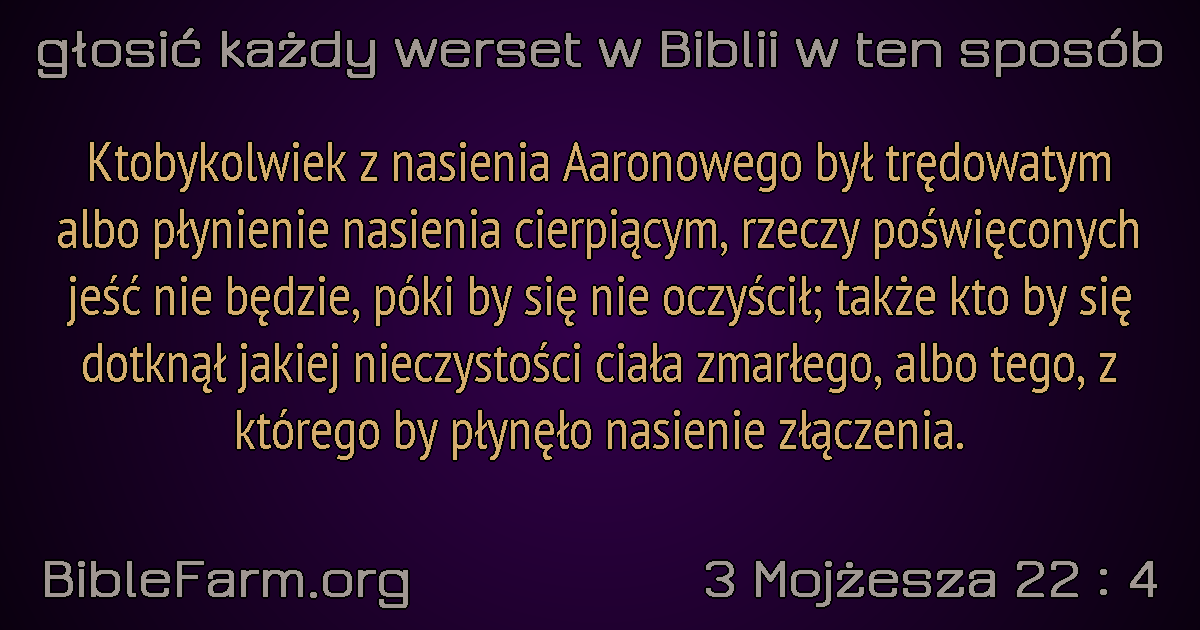 głosić każdy werset w Biblii w ten sposób
Ktobykolwiek z nasienia Aaronowego był trędowatym
albo płynienie nasienia cierpiącym, rzeczy poświęconych
jeść nie będzie, póki by się nie oczyścił; także kto by się
dotknął jakiej nieczystości ciała zmarłego, albo tego, z
którego by płynęło nasienie złączenia.
BibleFarm.org
3 Mojżesza 22 : 4